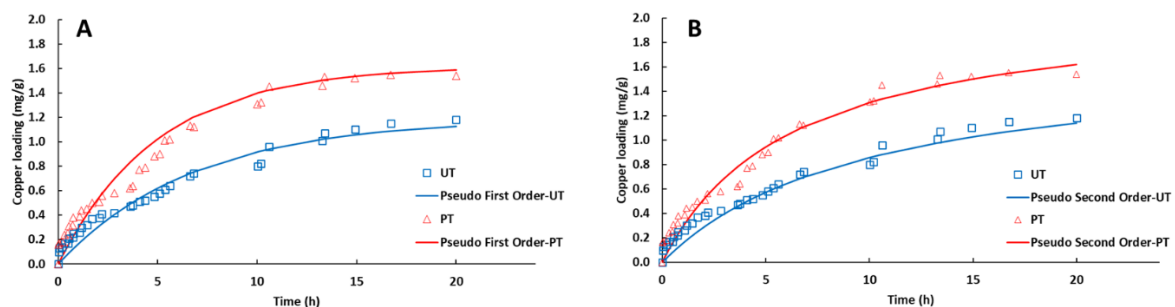 A
Copper loading (mg/g)
2.0
1.8
1.6
1.4
1.2
1.0
0.8
0.6
0.4
0.2
0.0
0
5
10
15
20
Time (h)
UT
Pseudo First Order-UT
PT
Pseudo First Order-PT
B
Copper loading (mg/g)
2.0
1.8
1.6
1.4
1.2
1.0
0.8
0.6
0.4
0.2
0.0
0
5
10
15
20
Time (h)
UT
Pseudo Second Order-UT
PT
Pseudo Second Order-PT